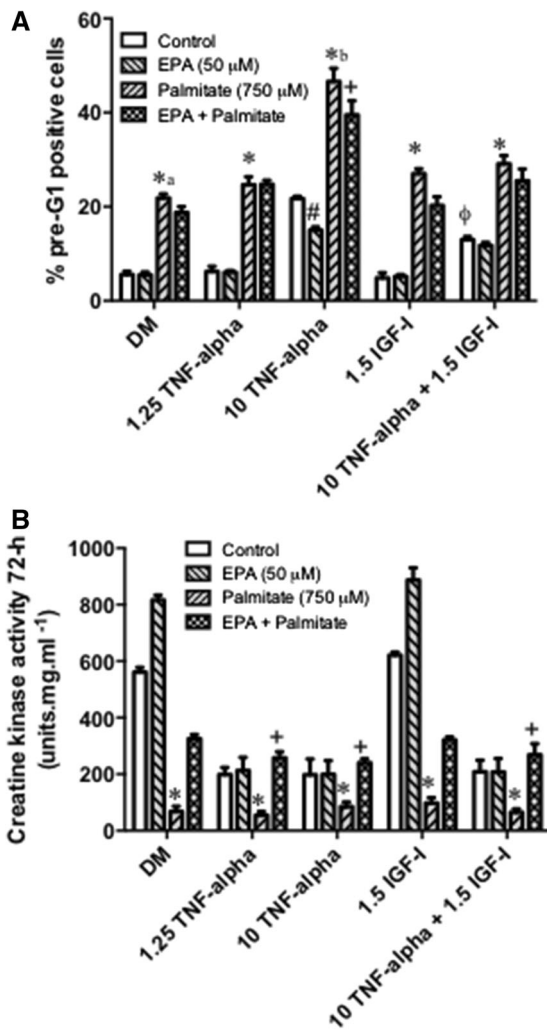 A
% pre-G1 positive cells
60
40
20
0
Control
EPA (50 μM)
Palmitate (750 μM)
EPA + Palmitate
*a
*
#
*b
+
*
ϕ
*
DM
1.25 TNF-alpha
10 TNF-alpha
1.5 IGF-I
10 TNF-alpha + 1.5 IGF-I
B
Creatine kinase activity 72-h
(units.mg.ml -1)
1000
800
600
400
200
0
Control
EPA (50 μM)
Palmitate (750 μM)
EPA + Palmitate
*
*
+
*
+
*
*
+
DM
1.25 TNF-alpha
10 TNF-alpha
1.5 IGF-I
10 TNF-alpha + 1.5 IGF-I